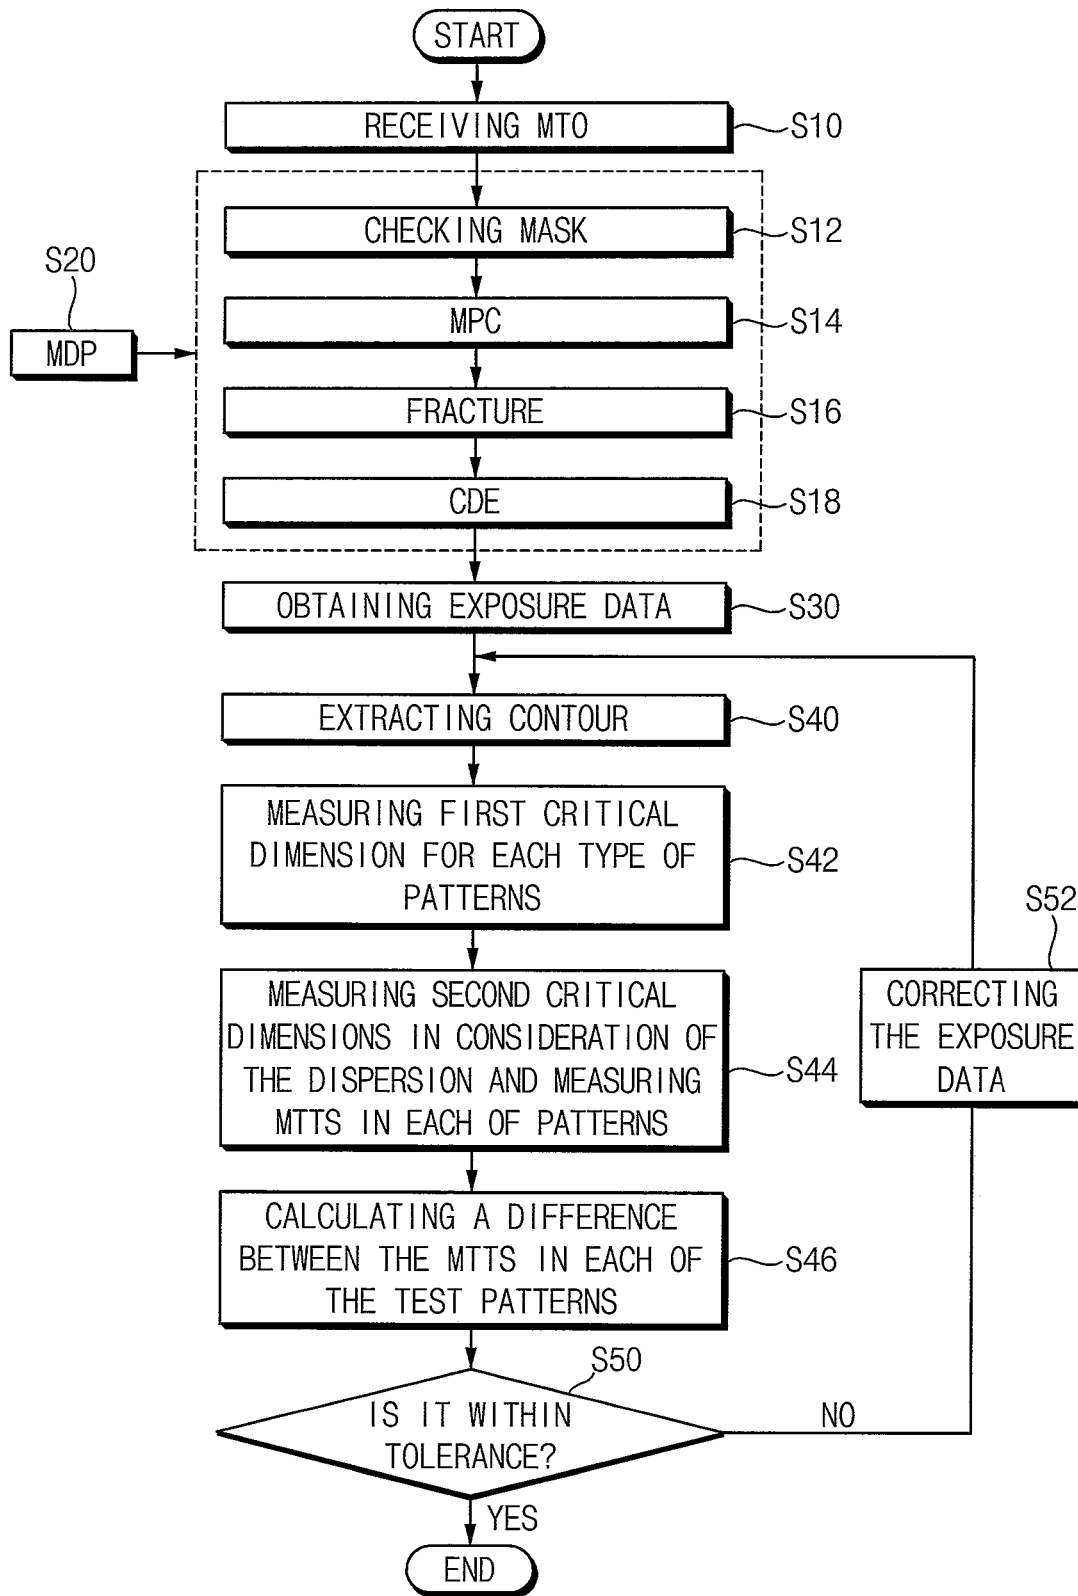 START
RECEIVING MTO
S10
CHECKING MASK
S12
S20
MDP
MPC
S14
FRACTURE
S16
CDE
S18
OBTAINING EXPOSURE DATA
S30
EXTRACTING CONTOUR
S40
MEASURING FIRST CRITICAL
DIMENSION FOR EACH TYPE OF
PATTERNS
S42
MEASURING SECOND CRITICAL
DIMENSIONS IN CONSIDERATION OF
THE DISPERSION AND MEASURING
MTTS IN EACH OF PATTERNS
S44
S52
CORRECTING
THE EXPOSURE
DATA
CALCULATING A DIFFERENCE
BETWEEN THE MTTS IN EACH OF
THE TEST PATTERNS
S46
S50
IS IT WITHIN
TOLERANCE?
NO
YES
END